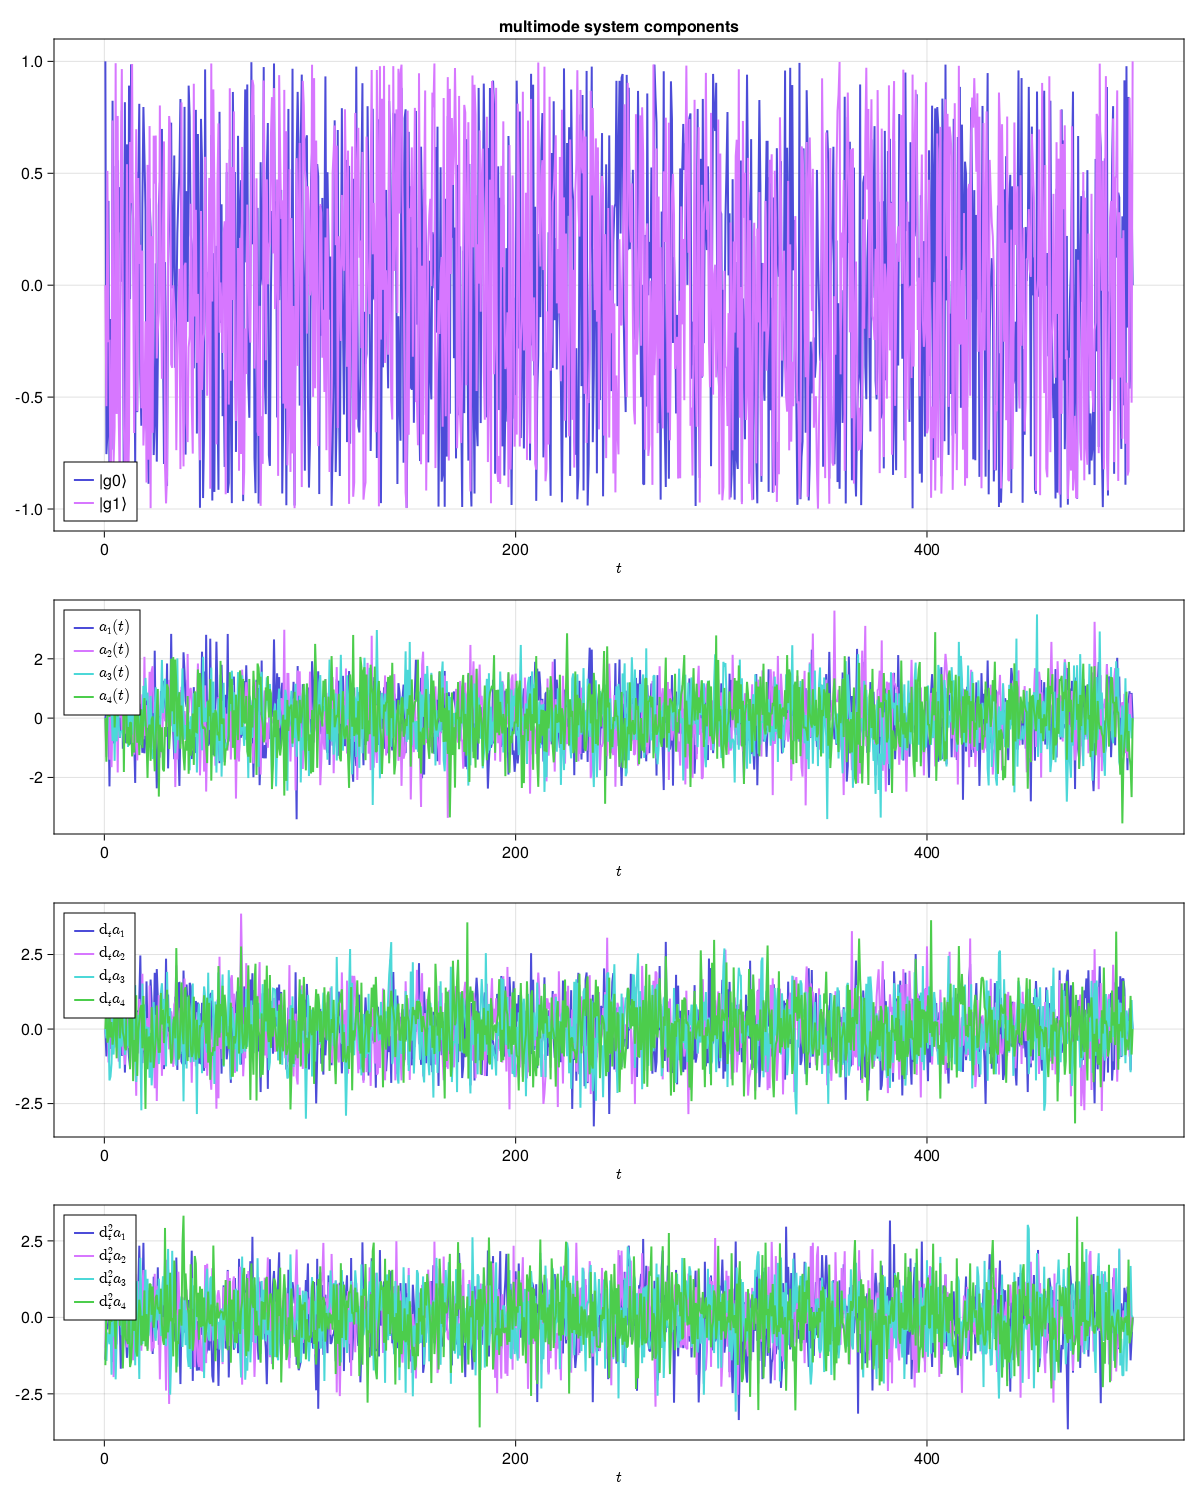 multimode system components
1.0
0.5
0.0
-0.5
-1.0
|g0⟩
|g1⟩
0 200 400
t
2
0
-2
a₁(t)
a₂(t)
a₃(t)
a₄(t)
0 200 400
t
2.5
0.0
-2.5
dₜa₁
dₜa₂
dₜa₃
dₜa₄
0 200 400
t
2.5
0.0
-2.5
d²ₜa₁
d²ₜa₂
d²ₜa₃
d²ₜa₄
0 200 400
t